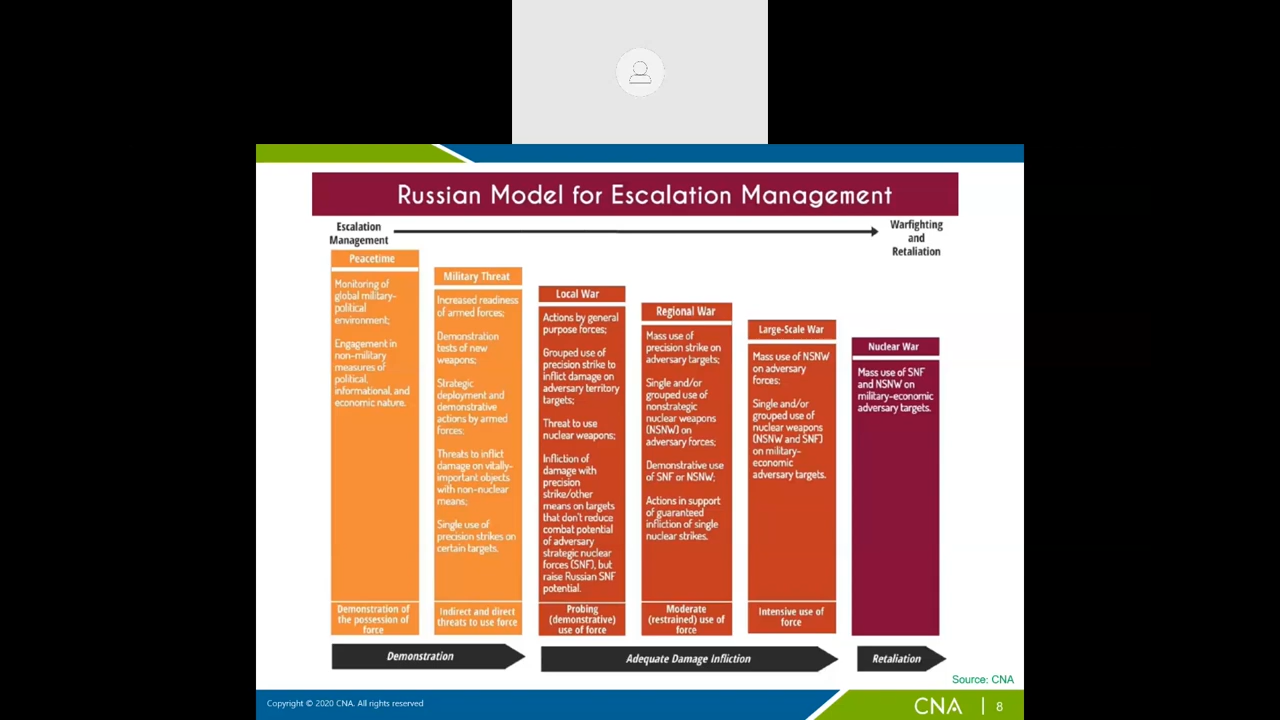 Russian Model for Escalation Management
Escalation
Management
Warfighting
and
Retaliation
Peacetime
Monitoring of
global military-
political
environment;
Engagement in
non-military
measures of
political,
informational, and
economic nature.
Demonstration of
the possession of
force
Military Threat
Increased readiness
of armed forces;
Demonstration
tests of new
weapons;
Strategic
deployment and
demonstrative
actions by armed
forces;
Threats to inflict
damage on vitally-
important objects
with non-nuclear
means;
Single use of
precision strikes on
certain targets.
Indirect and direct
threats to use force
Local War
Actions by general
purpose forces;
Grouped use of
precision strike to
inflict damage on
adversary territory
targets;
Threat to use
nuclear weapons;
Infliction of
damage with
precision
strike/other
means on targets
that don't reduce
combat potential
of adversary
strategic nuclear
forces (SNF), but
raise Russian SNF
potential.
Probing
(demonstrative)
use of force
Regional War
Mass use of
precision strike on
adversary targets;
Single and/or
grouped use of
nonstrategic
nuclear weapons
(NSNW) on
adversary forces;
Demonstrative use
of SNF or NSNW;
Actions in support
of guaranteed
infliction of single
nuclear strikes.
Moderate
(restrained) use of
force
Large-Scale War
Mass use of NSNW
on adversary
forces;
Single and/or
grouped use of
nuclear weapons
(NSNW and SNF)
on military-
economic
adversary targets.
Intensive use of
force
Nuclear War
Mass use of SNF
and NSNW on
military-economic
adversary targets.
Demonstration
Adequate Damage Infliction
Retaliation
Source: CNA
Copyright © 2020 CNA. All rights reserved
CNA | 8